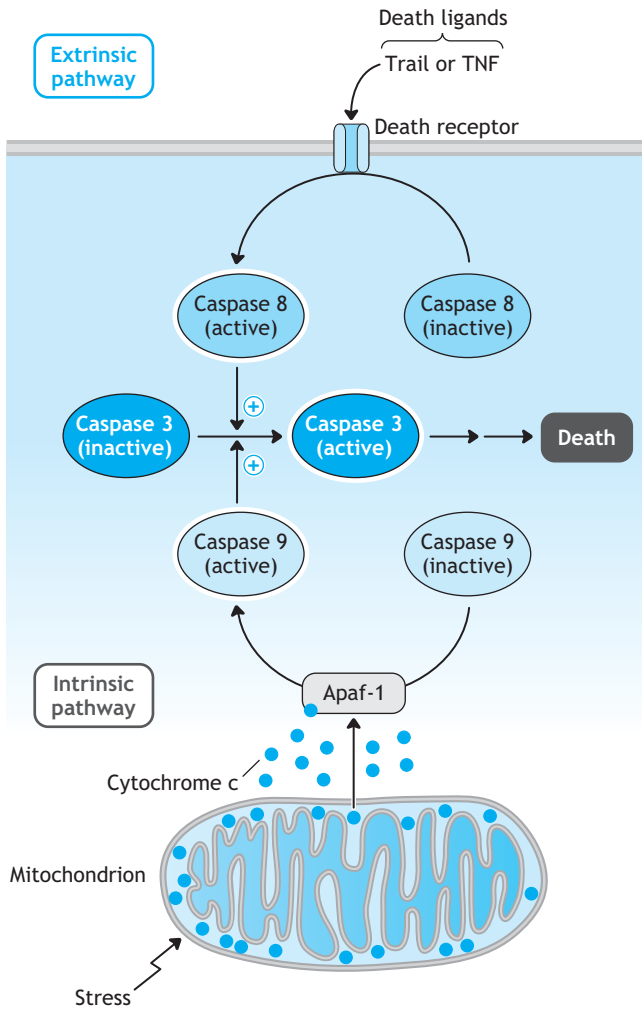 Death ligands
Extrinsic
pathway
Trail or TNF
Death receptor
Caspase 8
(active)
Caspase 8
(inactive)
+
Caspase 3
(inactive)
Caspase 3
(active)
Death
+
Caspase 9
(active)
Caspase 9
(inactive)
Intrinsic
pathway
Apaf-1
Cytochrome c
Mitochondrion
Stress